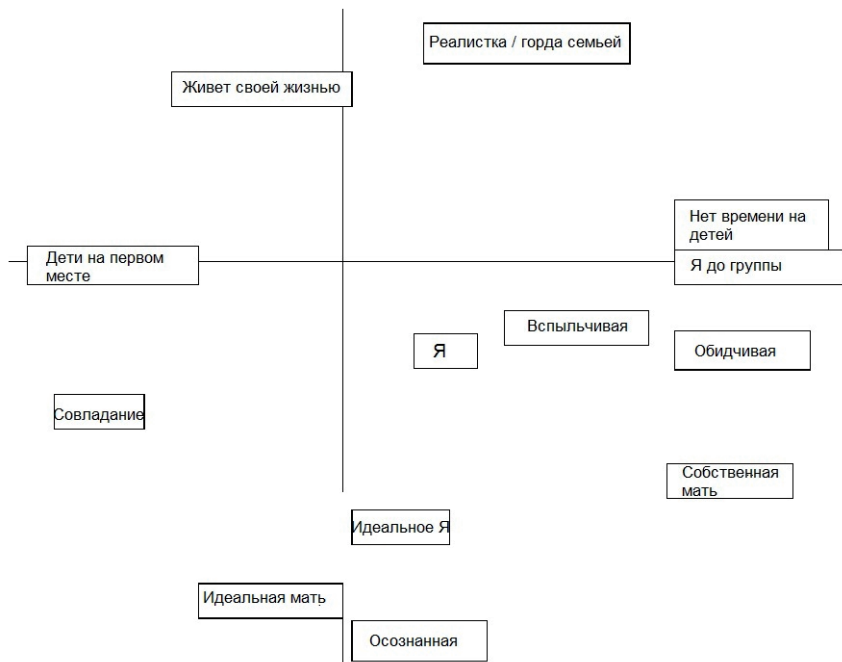 Реалистка / горда семьей
Живет своей жизнью
Нет времени на
детей
Дети на первом
месте
Я до группы
Вспыльчивая
Я
Обидчивая
Совладание
Собственная
мать
Идеальное Я
Идеальная мать
Осознанная